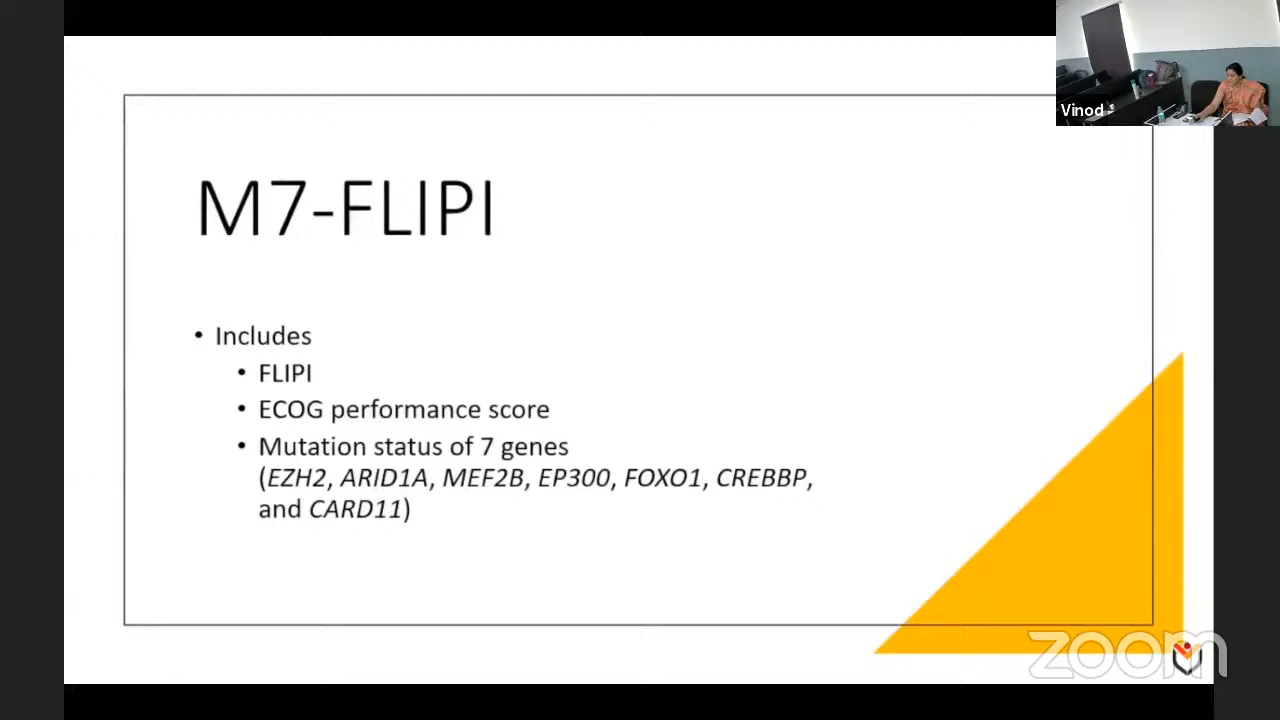 Vinod
M7-FLIPI
• Includes
• FLIPI
• ECOG performance score
• Mutation status of 7 genes
(EZH2, ARID1A, MEF2B, EP300, FOXO1, CREBBP,
and CARD11)
zoom